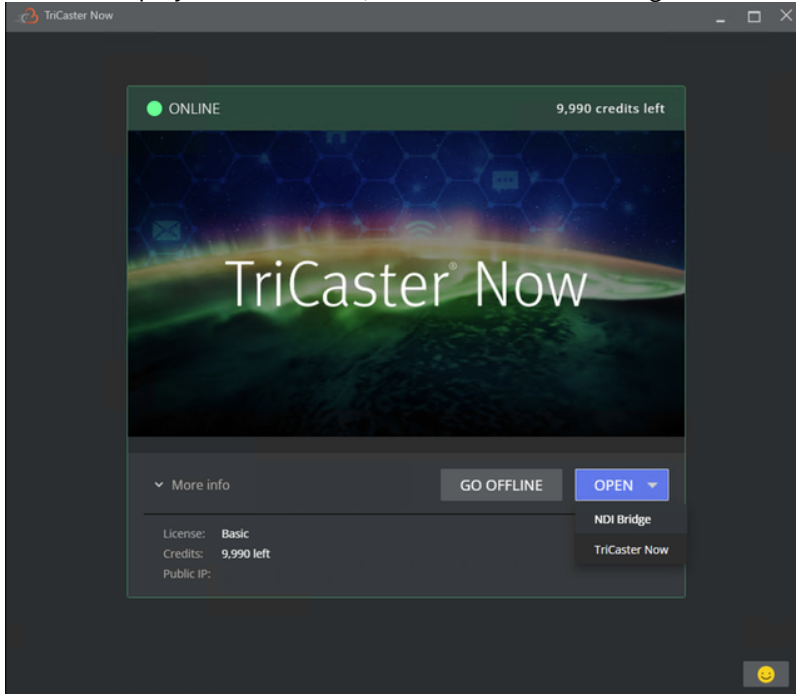 TriCaster Now
ONLINE
9,990 credits left
TriCaster® Now
More info
GO OFFLINE
OPEN
NDI Bridge
TriCaster Now
License: Basic
Credits: 9,990 left
Public IP: